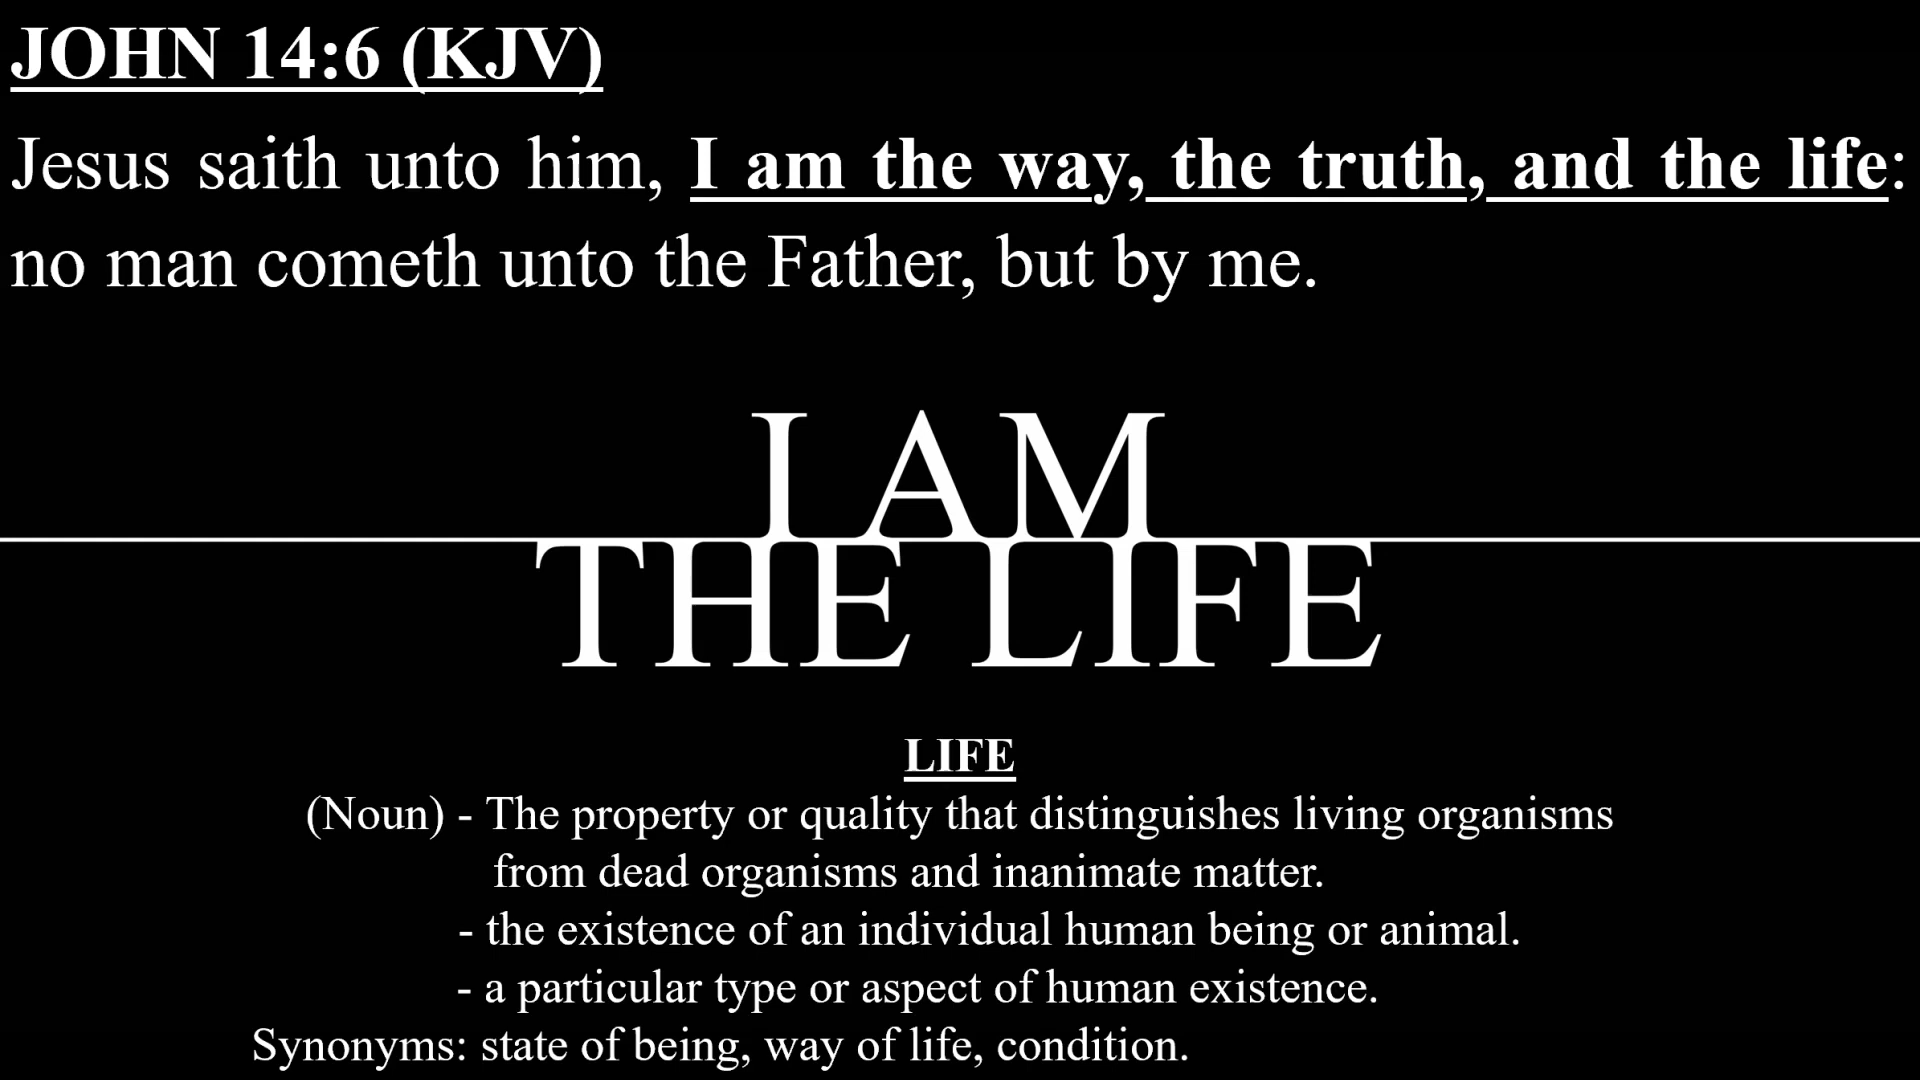 JOHN 14:6 (KJV)
Jesus saith unto him, I am the way, the truth, and the life:
no man cometh unto the Father, but by me.
I AM
THE LIFE
LIFE
(Noun) - The property or quality that distinguishes living organisms
from dead organisms and inanimate matter.
- the existence of an individual human being or animal.
- a particular type or aspect of human existence.
Synonyms: state of being, way of life, condition.